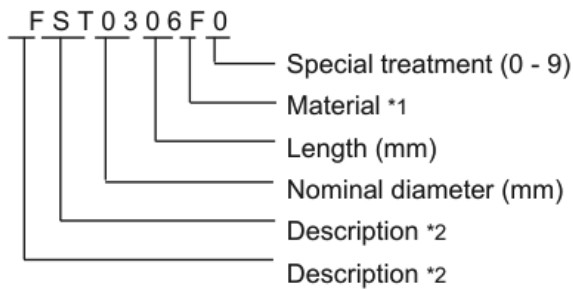 FST0306F0
Special treatment (0 - 9)
Material *1
Length (mm)
Nominal diameter (mm)
Description *2
Description *2